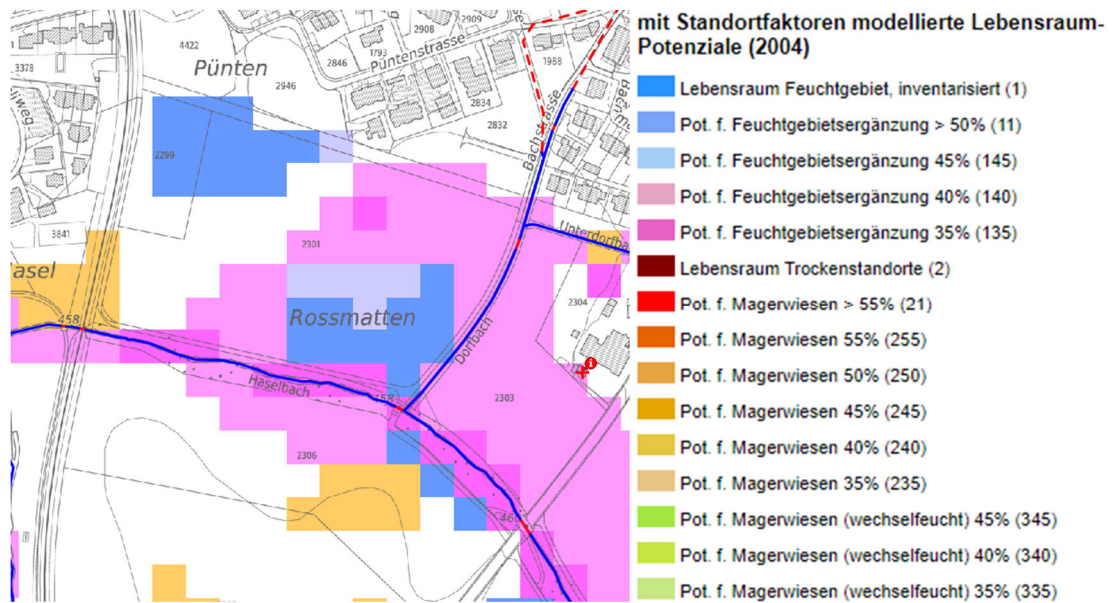 4422
Pünten
2946
2846
1793
2908
2909
Püntenstrasse
2834
2832
1988
Bachstrasse
3378
2299
3841
2301
Unterdorfba
asel
458
Rossmatten
Dorfbach
Haselbach
2304
2303
2306
460
mit Standortfaktoren modellierte Lebensraum-
Potenziale (2004)
Lebensraum Feuchtgebiet, inventarisiert (1)
Pot. f. Feuchtgebietsergänzung > 50% (11)
Pot. f. Feuchtgebietsergänzung 45% (145)
Pot. f. Feuchtgebietsergänzung 40% (140)
Pot. f. Feuchtgebietsergänzung 35% (135)
Lebensraum Trockenstandorte (2)
Pot. f. Magerwiesen > 55% (21)
Pot. f. Magerwiesen 55% (255)
Pot. f. Magerwiesen 50% (250)
Pot. f. Magerwiesen 45% (245)
Pot. f. Magerwiesen 40% (240)
Pot. f. Magerwiesen 35% (235)
Pot. f. Magerwiesen (wechselfeucht) 45% (345)
Pot. f. Magerwiesen (wechselfeucht) 40% (340)
Pot. f. Magerwiesen (wechselfeucht) 35% (335)